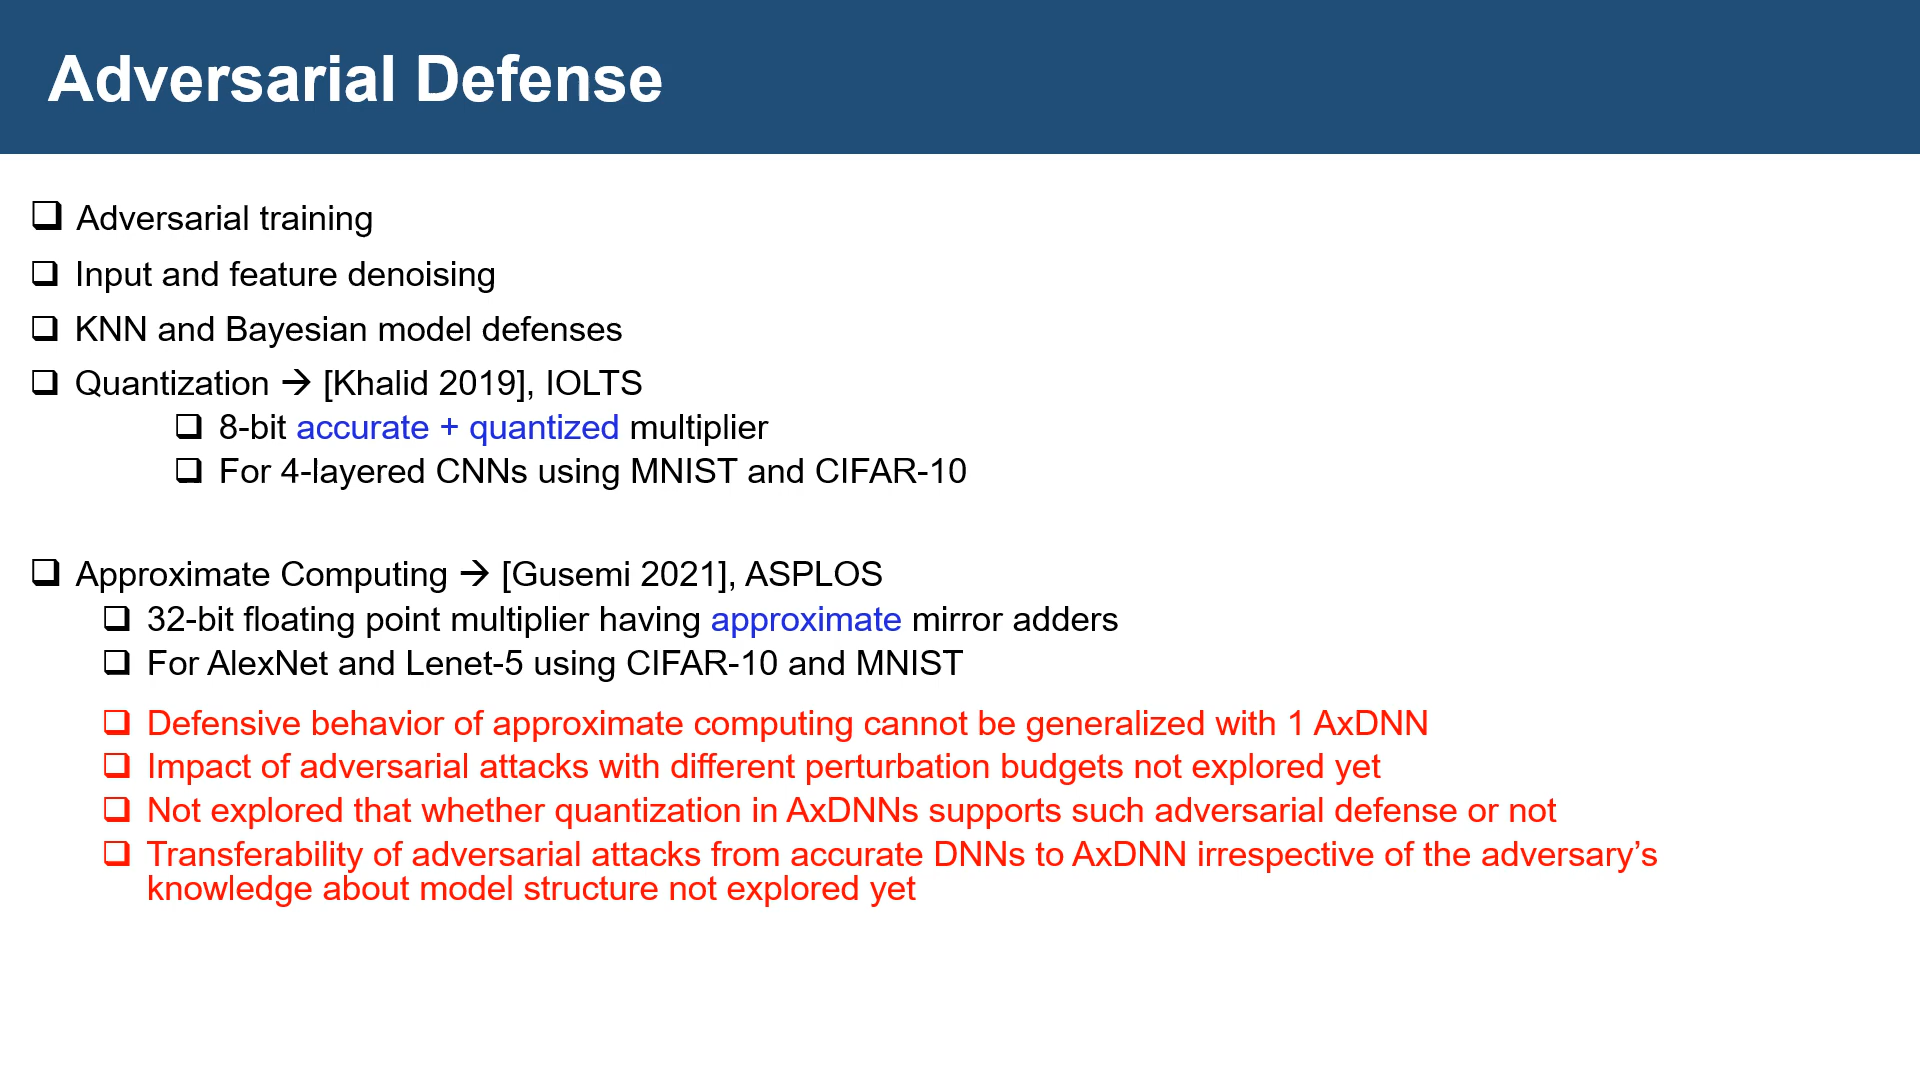 Adversarial Defense
Adversarial training
Input and feature denoising
KNN and Bayesian model defenses
Quantization → [Khalid 2019], IOLTS
8-bit accurate + quantized multiplier
For 4-layered CNNs using MNIST and CIFAR-10
Approximate Computing → [Gusemi 2021], ASPLOS
32-bit floating point multiplier having approximate mirror adders
For AlexNet and Lenet-5 using CIFAR-10 and MNIST
Defensive behavior of approximate computing cannot be generalized with 1 AxDNN
Impact of adversarial attacks with different perturbation budgets not explored yet
Not explored that whether quantization in AxDNNs supports such adversarial defense or not
Transferability of adversarial attacks from accurate DNNs to AxDNN irrespective of the adversary’s
knowledge about model structure not explored yet